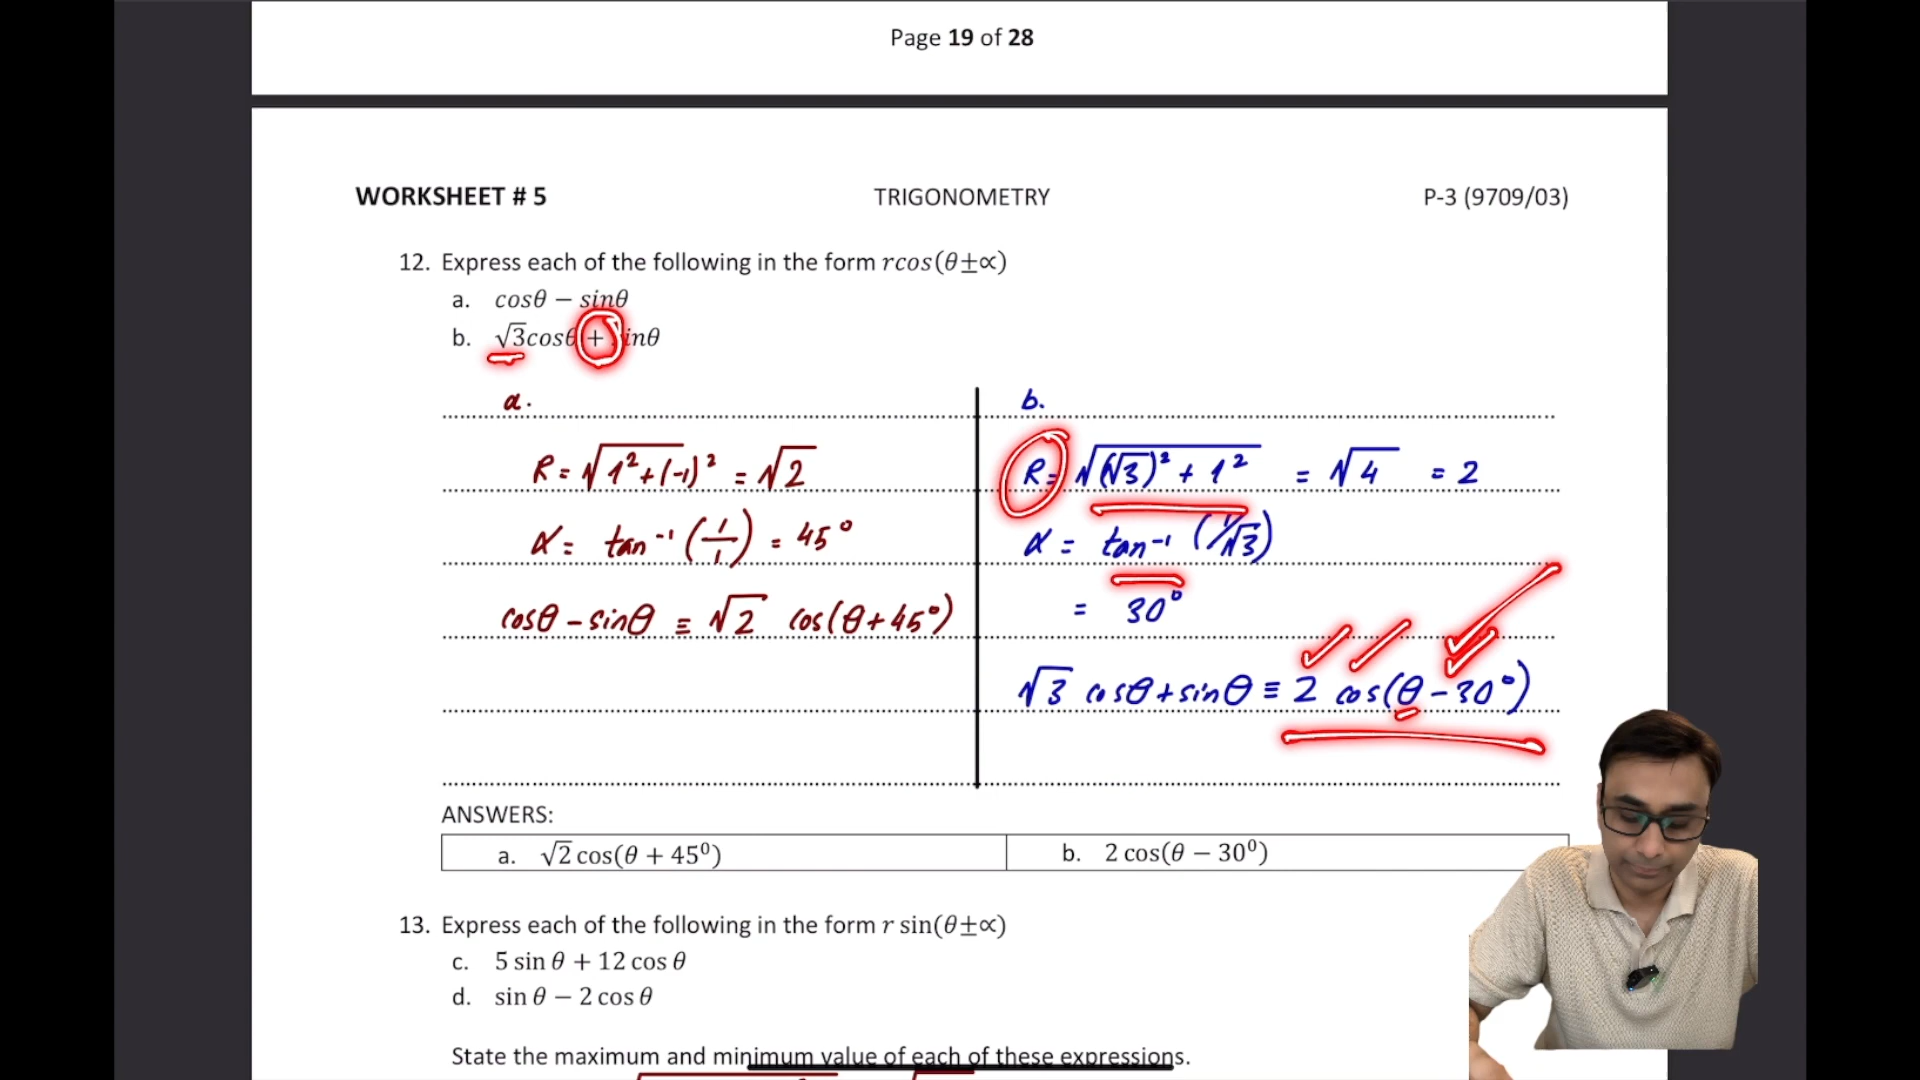 Page 19 of 28
WORKSHEET # 5 TRIGONOMETRY P-3 (9709/03)
12. Express each of the following in the form rcos(θ±∝)
a. cosθ − sinθ
b. √3cosθ + sinθ
a. b.
R = √1²+(-1)² = √2 R = √(√3)² + 1² = √4 = 2
α = tan⁻¹(1/1) = 45° α = tan⁻¹(1/√3)
= 30°
cosθ − sinθ ≡ √2 cos(θ+45°)
√3 cosθ + sinθ ≡ 2 cos(θ − 30°)
ANSWERS:
a. √2 cos(θ + 45⁰) b. 2 cos(θ − 30⁰)
13. Express each of the following in the form r sin(θ±∝)
c. 5 sin θ + 12 cos θ
d. sin θ − 2 cos θ
State the maximum and minimum value of each of these expressions.